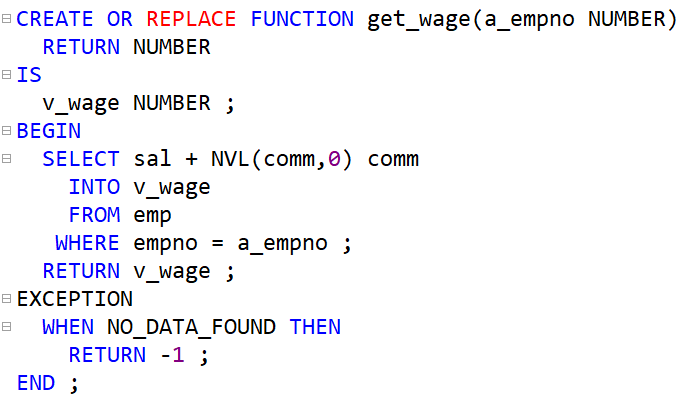 CREATE OR REPLACE FUNCTION get_wage(a_empno NUMBER)
RETURN NUMBER
IS
v_wage NUMBER ;
BEGIN
SELECT sal + NVL(comm,0) comm
INTO v_wage
FROM emp
WHERE empno = a_empno ;
RETURN v_wage ;
EXCEPTION
WHEN NO_DATA_FOUND THEN
RETURN -1 ;
END ;